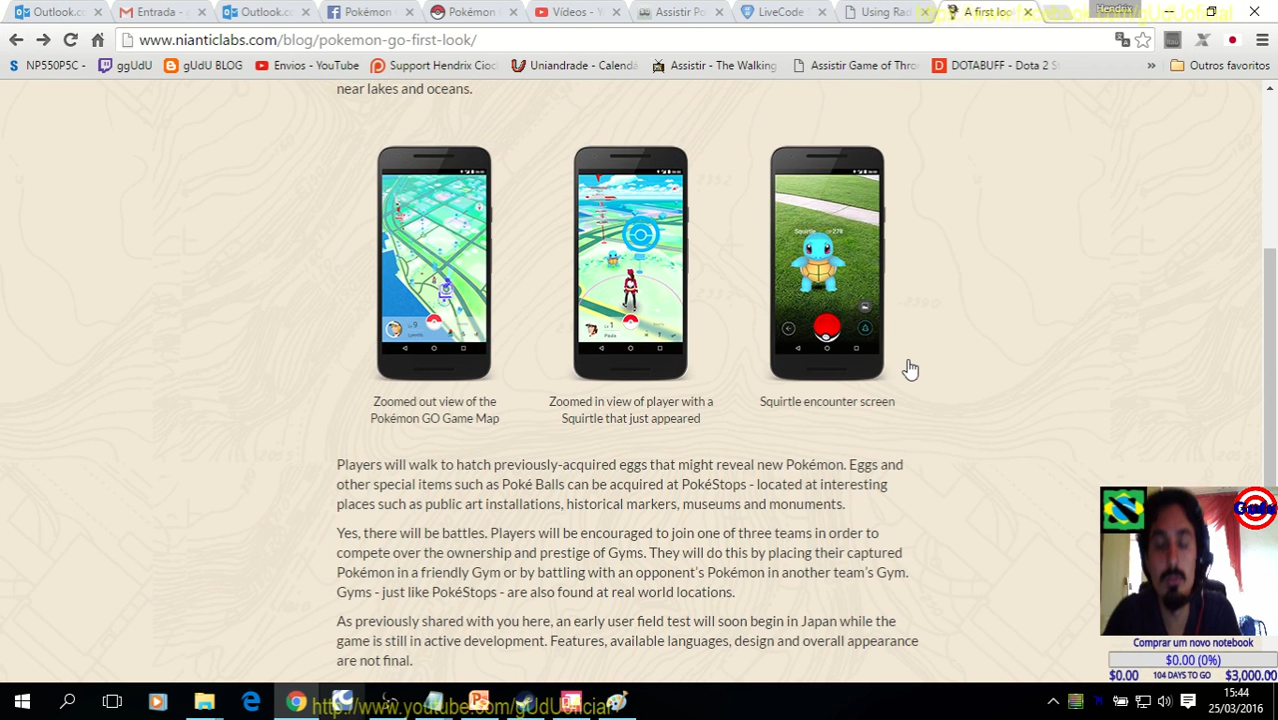 Outlook.co
Entrada -
Outlook.co
Pokémon
Pokémon
Vídeos - Y
Assistir Po
LiveCode
Using Rad
A first loo
Hendrix
www.nianticlabs.com/blog/pokemon-go-first-look/
NP550P5C -
ggUdU
gUdU BLOG
Envios - YouTube
Support Hendrix Cioc
Uniandrade - Calend
Assistir - The Walking
Assistir Game of Thro
DOTABUFF - Dota 2 S
Outros favoritos
near lakes and oceans.
Squirtle
Zoomed out view of the
Pokémon GO Game Map
Zoomed in view of player with a
Squirtle that just appeared
Squirtle encounter screen
Players will walk to hatch previously-acquired eggs that might reveal new Pokémon. Eggs and
other special items such as Poké Balls can be acquired at PokéStops - located at interesting
places such as public art installations, historical markers, museums and monuments.
Yes, there will be battles. Players will be encouraged to join one of three teams in order to
compete over the ownership and prestige of Gyms. They will do this by placing their captured
Pokémon in a friendly Gym or by battling with an opponent's Pokémon in another team's Gym.
Gyms - just like PokéStops - are also found at real world locations.
As previously shared with you here, an early user field test will soon begin in Japan while the
game is still in active development. Features, available languages, design and overall appearance
are not final.
Comprar um novo notebook
$0.00 (0%)
$0.00 104 DAYS TO GO $3,000.00
http://www.youtube.com/gUdUoficial
15:44
25/03/2016